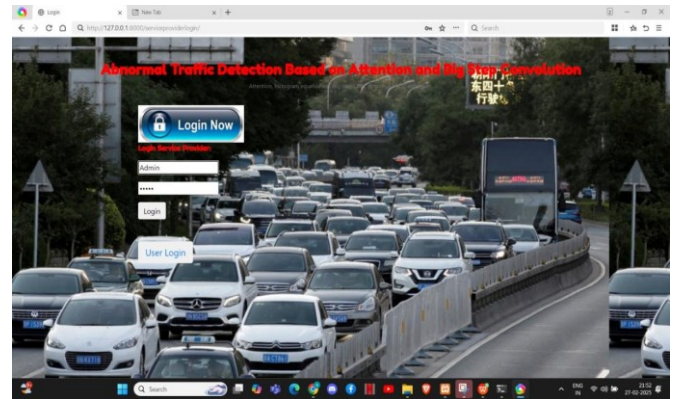 Login
New Tab
http://127.0.0.1:8000/serviceproviderlogin/
Search
Abnormal Traffic Detection Based on Attention and Big Step Convolution
东四十
行驶
Login Now
Login Service Provider:
Admin
•••••
Login
User Login
Search
ENG
IN
21:52
27-02-2025